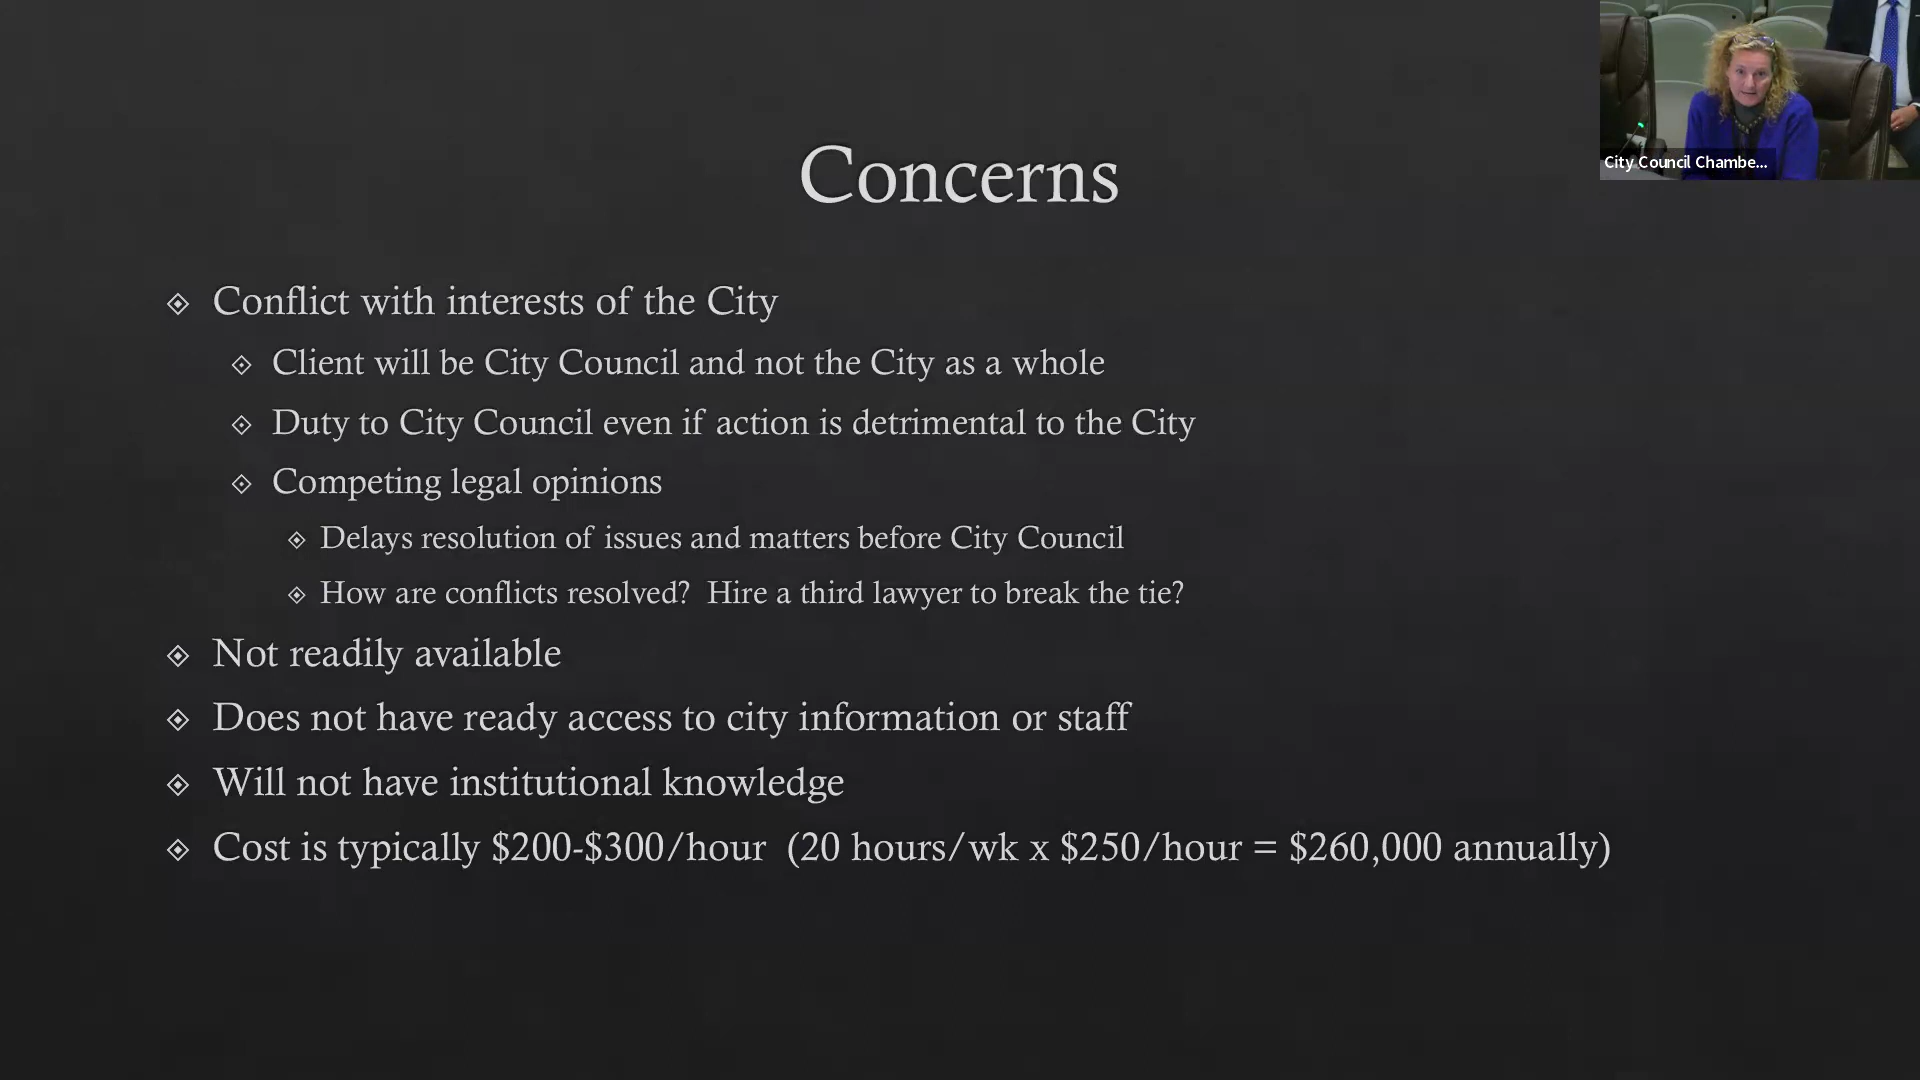 City Council Chambe...
Concerns
Conflict with interests of the City
Client will be City Council and not the City as a whole
Duty to City Council even if action is detrimental to the City
Competing legal opinions
Delays resolution of issues and matters before City Council
How are conflicts resolved?  Hire a third lawyer to break the tie?
Not readily available
Does not have ready access to city information or staff
Will not have institutional knowledge
Cost is typically $200-$300/hour  (20 hours/wk x $250/hour = $260,000 annually)